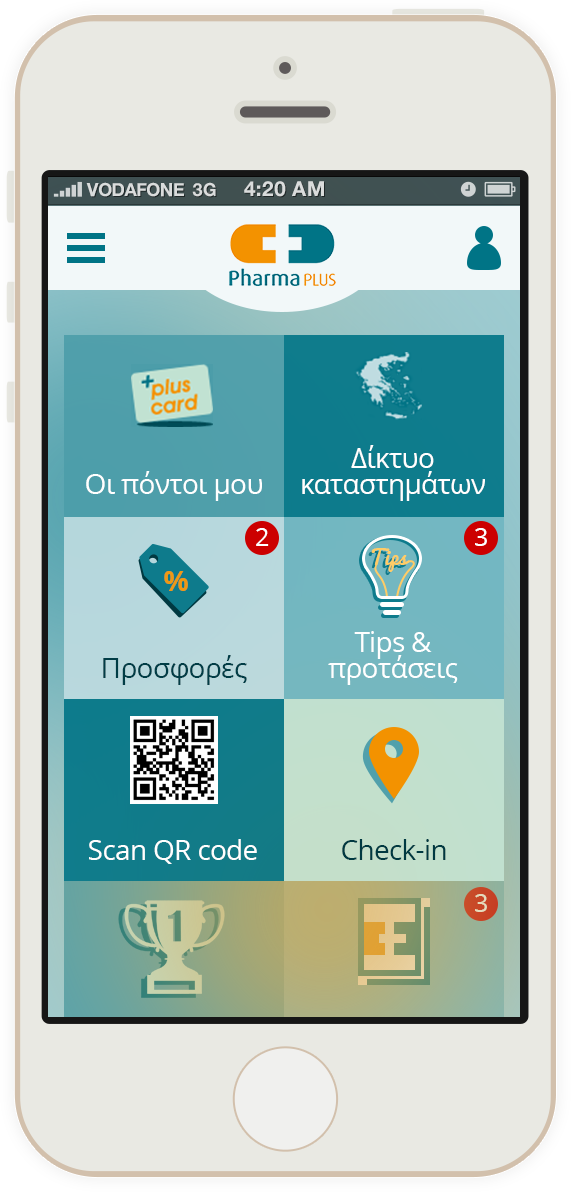 VODAFONE 3G 4:20 AM
Pharma PLUS
+plus
card
Οι πόντοι μου
Δίκτυο
καταστημάτων
2
3
%
Tips
Προσφορές
Tips &
προτάσεις
Scan QR code
Check-in
1
3